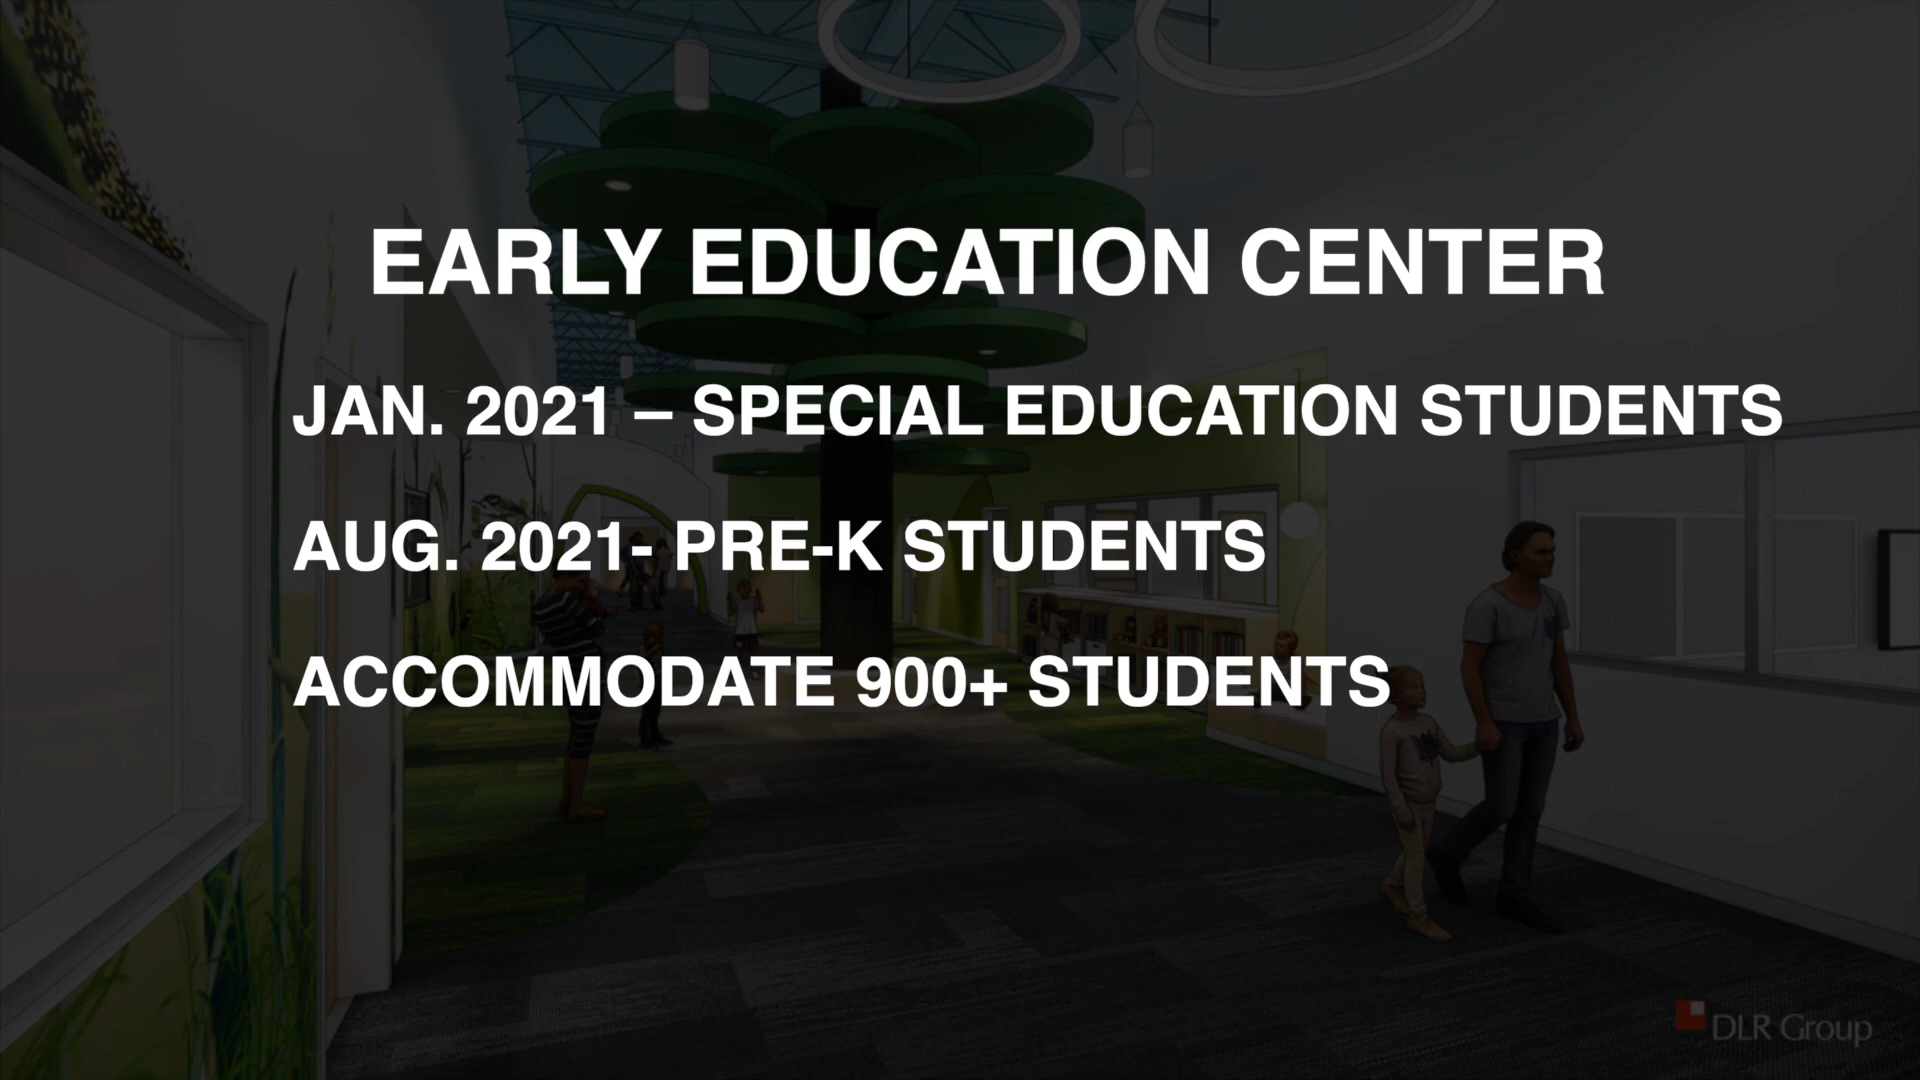 EARLY EDUCATION CENTER
JAN. 2021 – SPECIAL EDUCATION STUDENTS
AUG. 2021- PRE-K STUDENTS
ACCOMMODATE 900+ STUDENTS
DLR Group